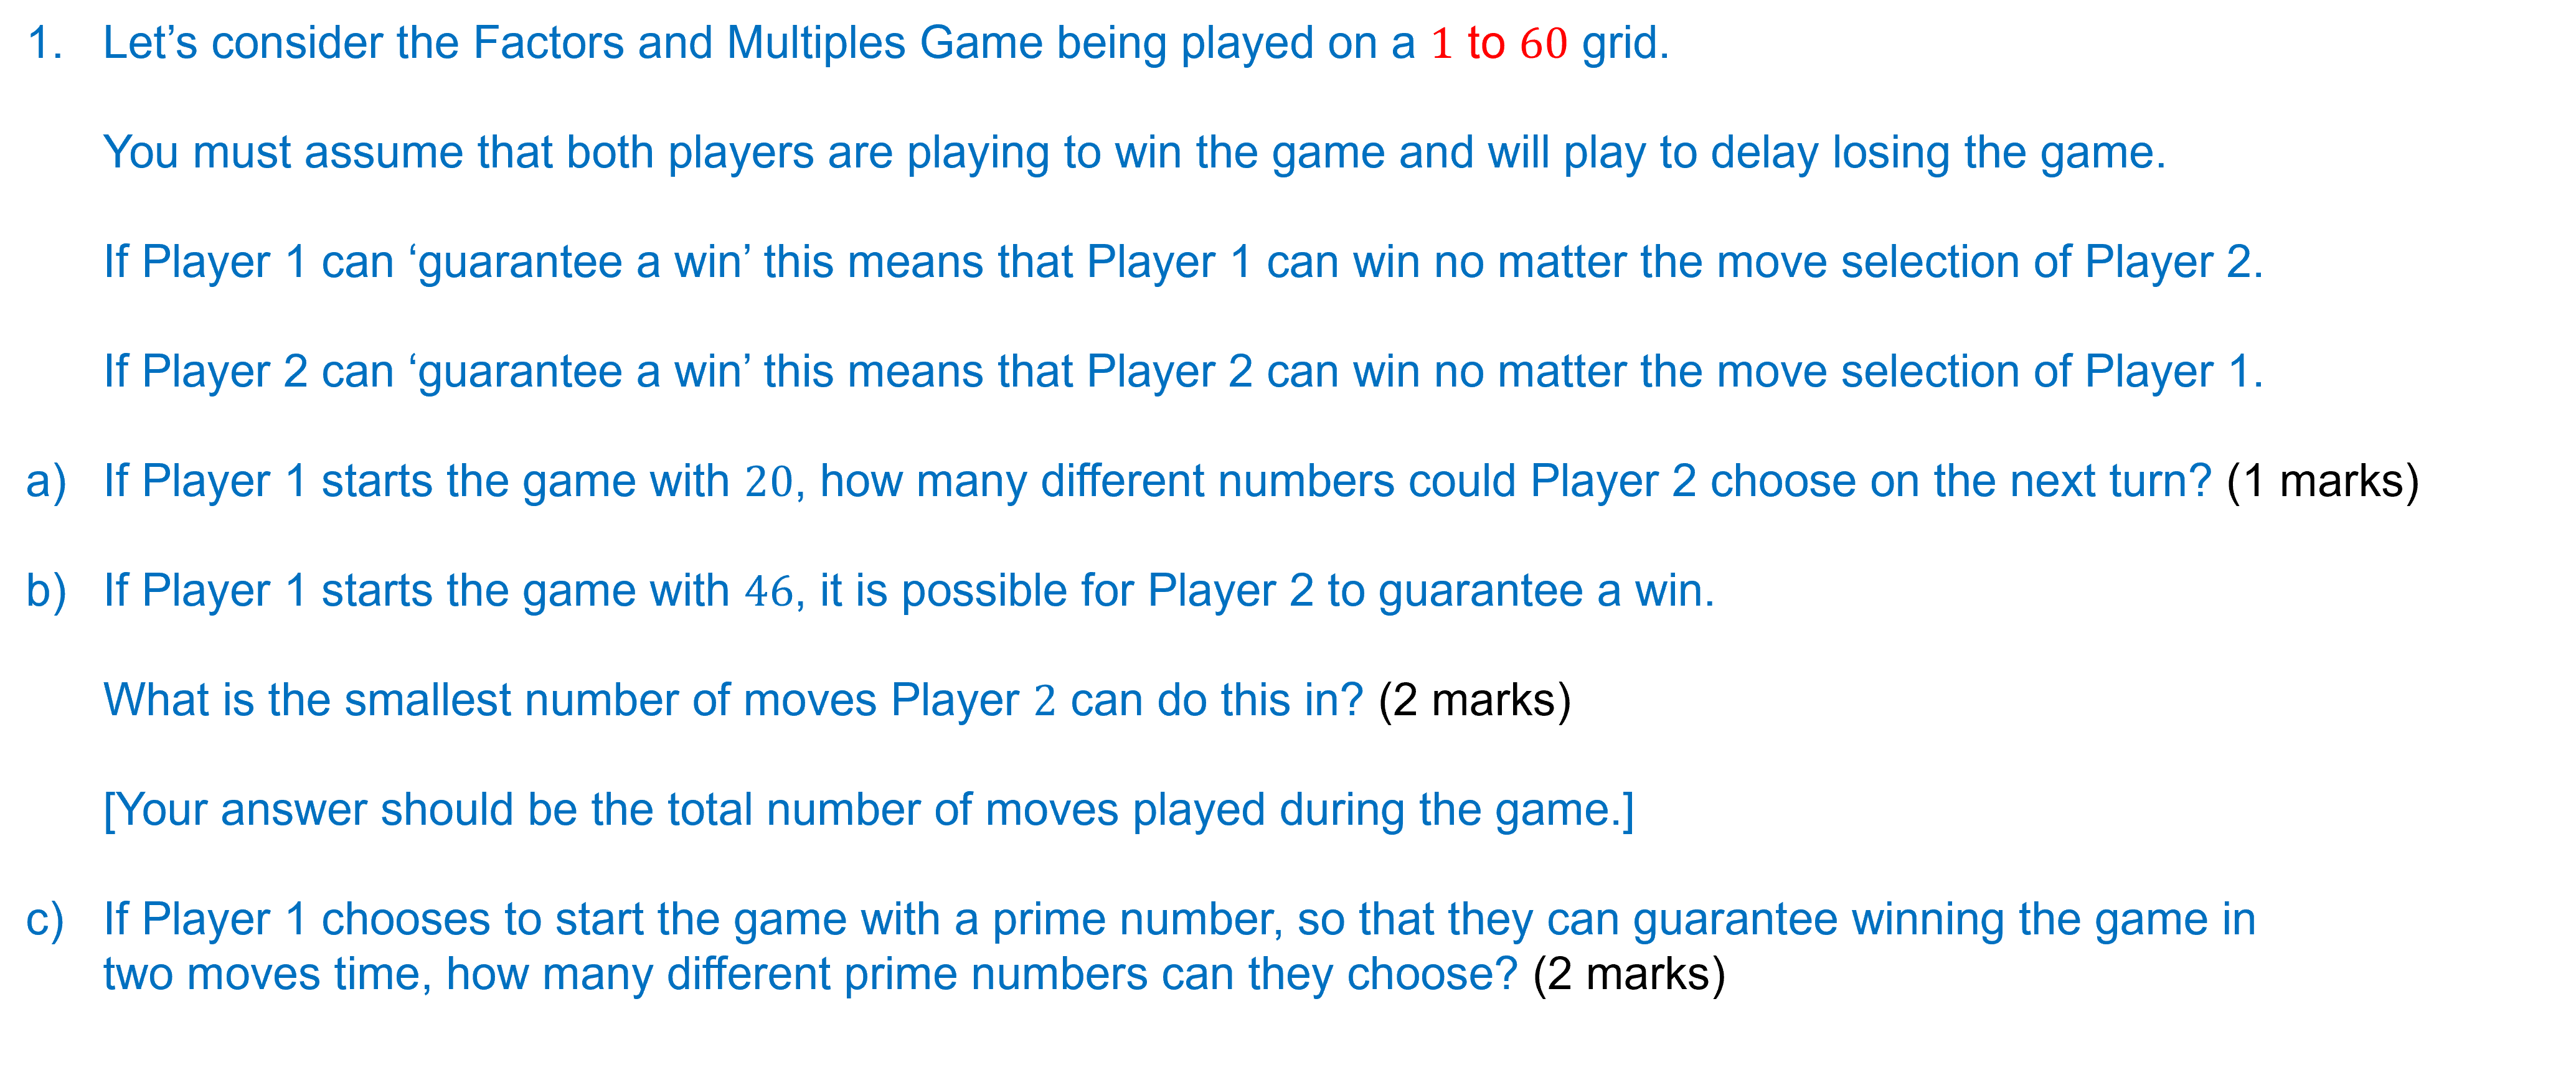 1. Let’s consider the Factors and Multiples Game being played on a 1 to 60 grid.
You must assume that both players are playing to win the game and will play to delay losing the game.
If Player 1 can ‘guarantee a win’ this means that Player 1 can win no matter the move selection of Player 2.
If Player 2 can ‘guarantee a win’ this means that Player 2 can win no matter the move selection of Player 1.
a) If Player 1 starts the game with 20, how many different numbers could Player 2 choose on the next turn? (1 marks)
b) If Player 1 starts the game with 46, it is possible for Player 2 to guarantee a win.
What is the smallest number of moves Player 2 can do this in? (2 marks)
[Your answer should be the total number of moves played during the game.]
c) If Player 1 chooses to start the game with a prime number, so that they can guarantee winning the game in
two moves time, how many different prime numbers can they choose? (2 marks)